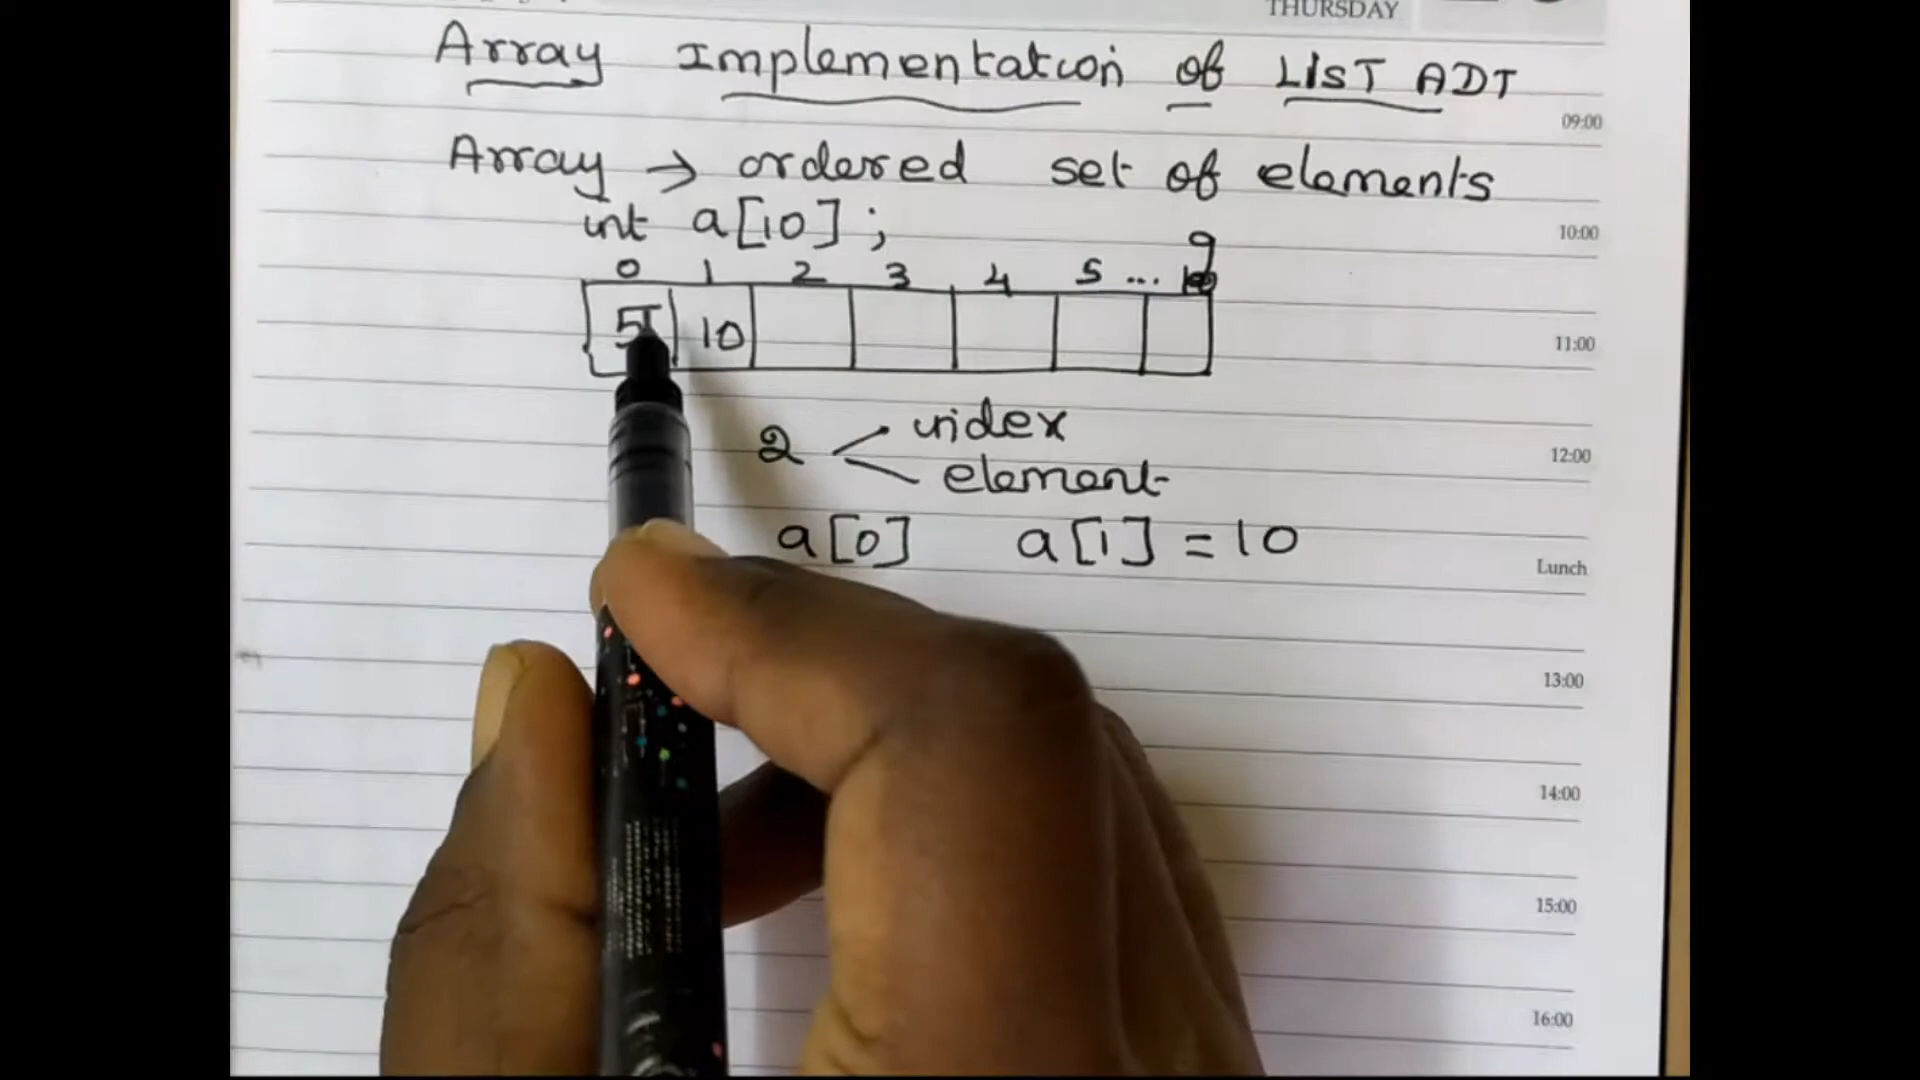 THURSDAY
Array Implementation of LIST ADT
09:00
Array → ordered set of elements
int a[10];
10:00
9
0 1 2 3 4 5 ...
5 10
11:00
2 index
element
12:00
a[0] a[1] = 10
Lunch
13:00
14:00
15:00
16:00